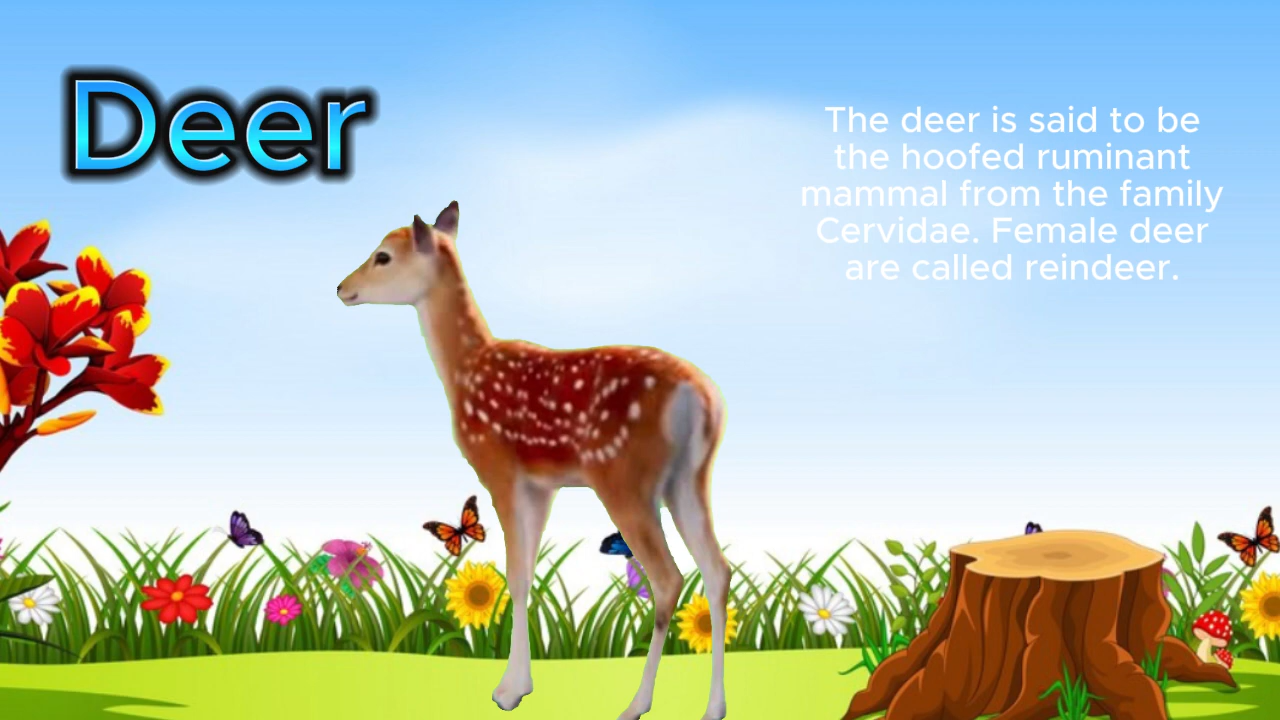 Deer
The deer is said to be
the hoofed ruminant
mammal from the family
Cervidae. Female deer
are called reindeer.